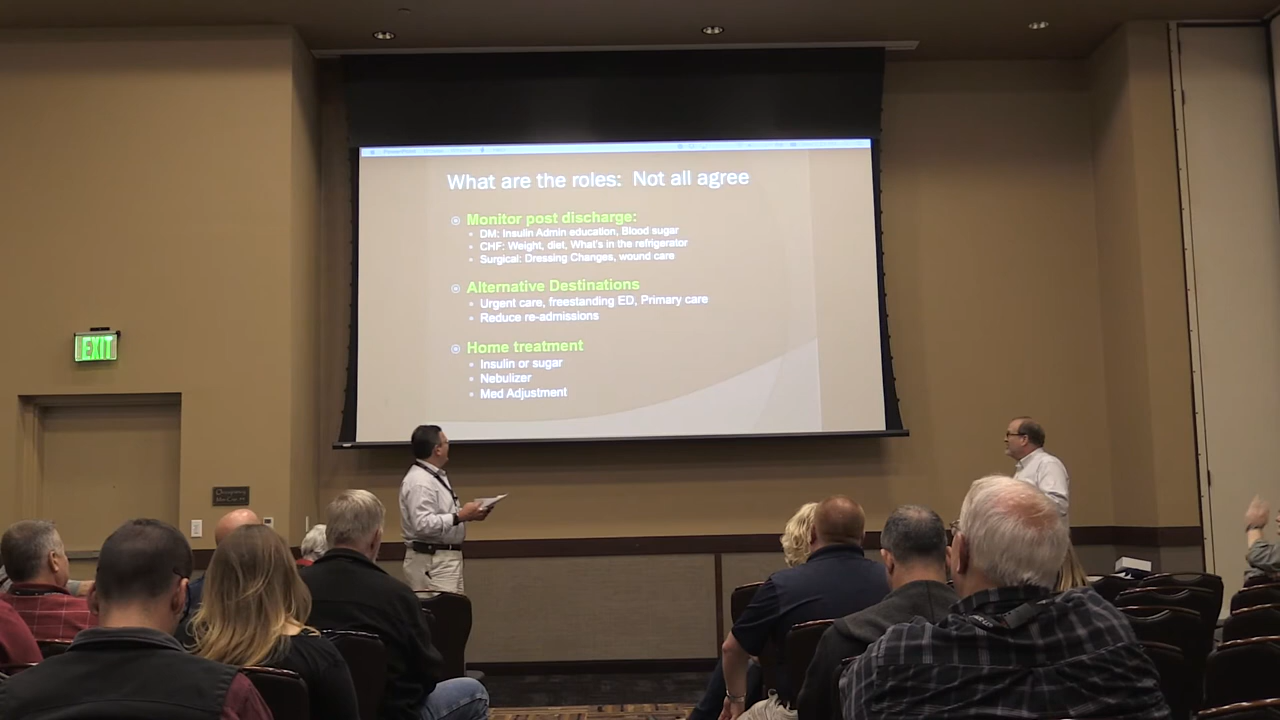 What are the roles: Not all agree
Monitor post discharge:
DM: Insulin Admin education, Blood sugar
CHF: Weight, diet, What's in the refrigerator
Surgical: Dressing Changes, wound care
Alternative Destinations
Urgent care, freestanding ED, Primary care
Reduce re-admissions
Home treatment
Insulin or sugar
Nebulizer
Med Adjustment
EXIT
Occupancy